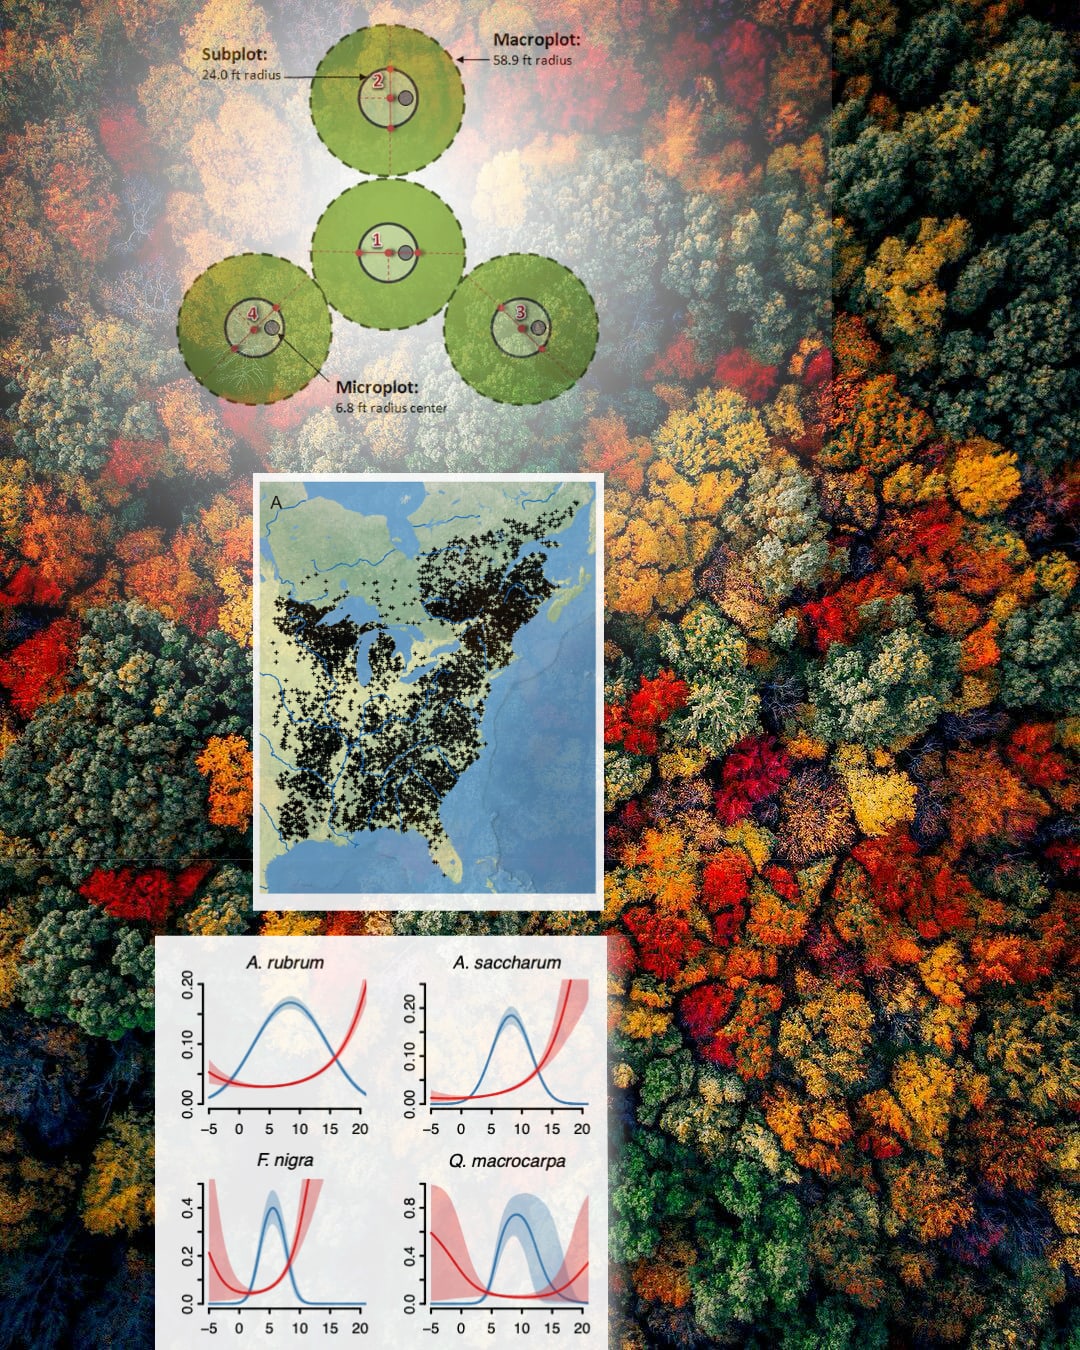 Subplot:
24.0 ft radius
Macroplot:
58.9 ft radius
2
1
4
3
Microplot:
6.8 ft radius center
A
A. rubrum
0.00 0.10 0.20
−5 0 5 10 15 20
A. saccharum
0.00 0.10 0.20
−5 0 5 10 15 20
F. nigra
0.0 0.2 0.4
−5 0 5 10 15 20
Q. macrocarpa
0.0 0.4 0.8
−5 0 5 10 15 20